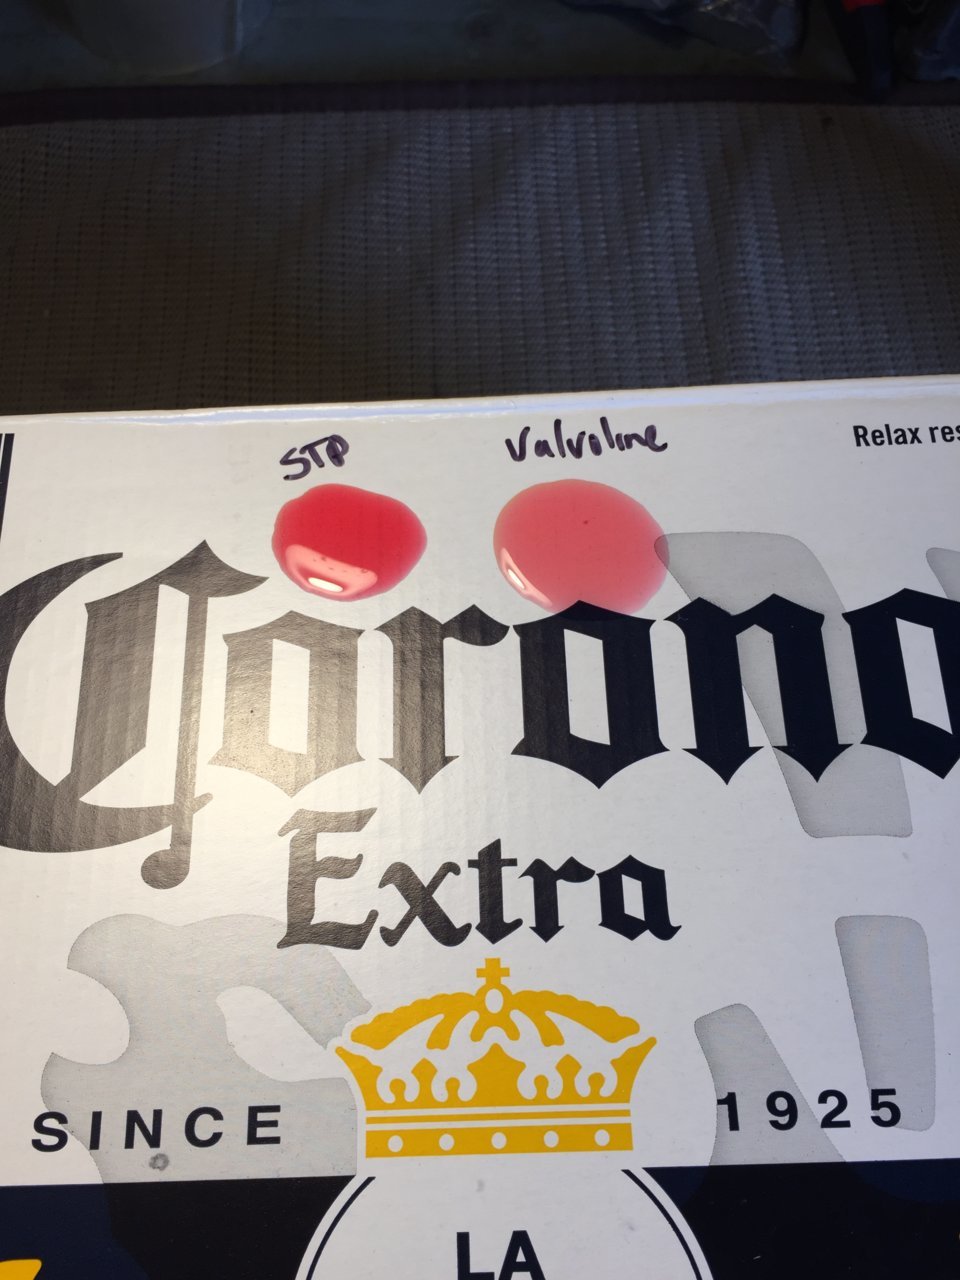 STP
Valvoline
Relax res
Corona
Extra
SINCE
1925
LA